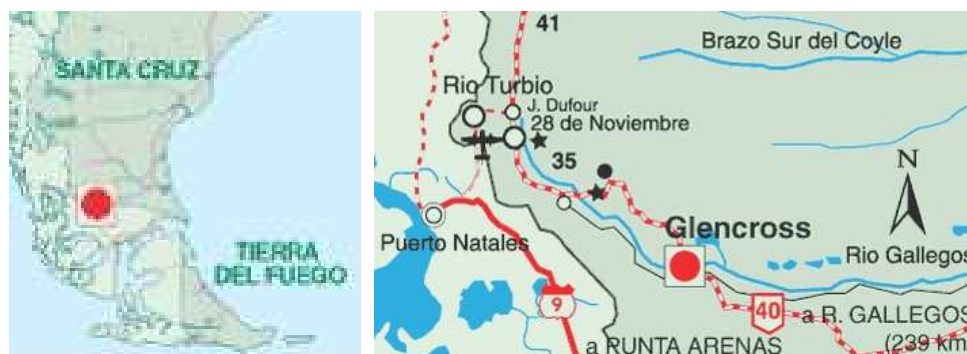 SANTA CRUZ
TIERRA
DEL FUEGO
41
Brazo Sur del Coyle
Rio Turbio
J. Dufour
28 de Noviembre
35
N
Glencross
Puerto Natales
Rio Gallegos
9
40
a R. GALLEGOS
(239 km
a PUNTA ARENAS